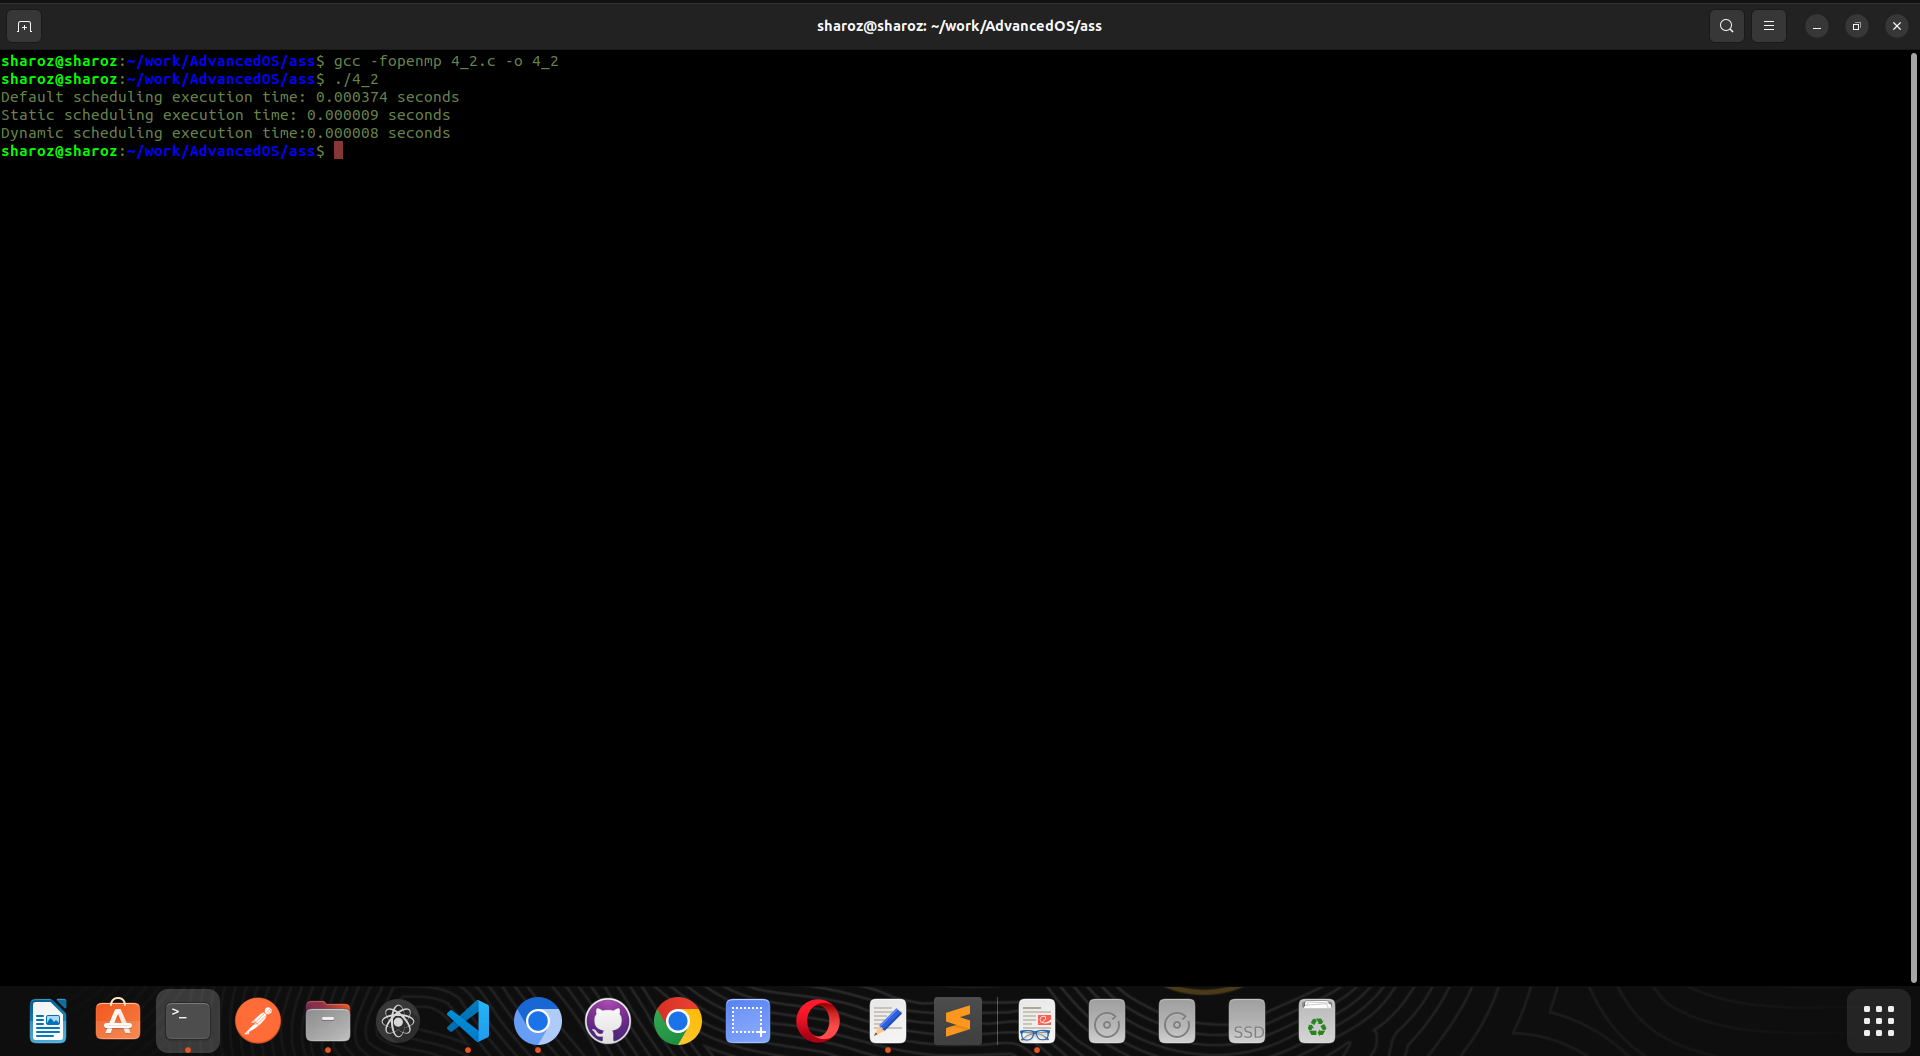 sharoz@sharoz: ~/work/AdvancedOS/ass
sharoz@sharoz:~/work/AdvancedOS/ass$ gcc -fopenmp 4_2.c -o 4_2
sharoz@sharoz:~/work/AdvancedOS/ass$ ./4_2
Default scheduling execution time: 0.000374 seconds
Static scheduling execution time: 0.000009 seconds
Dynamic scheduling execution time:0.000008 seconds
sharoz@sharoz:~/work/AdvancedOS/ass$
>_
SSD